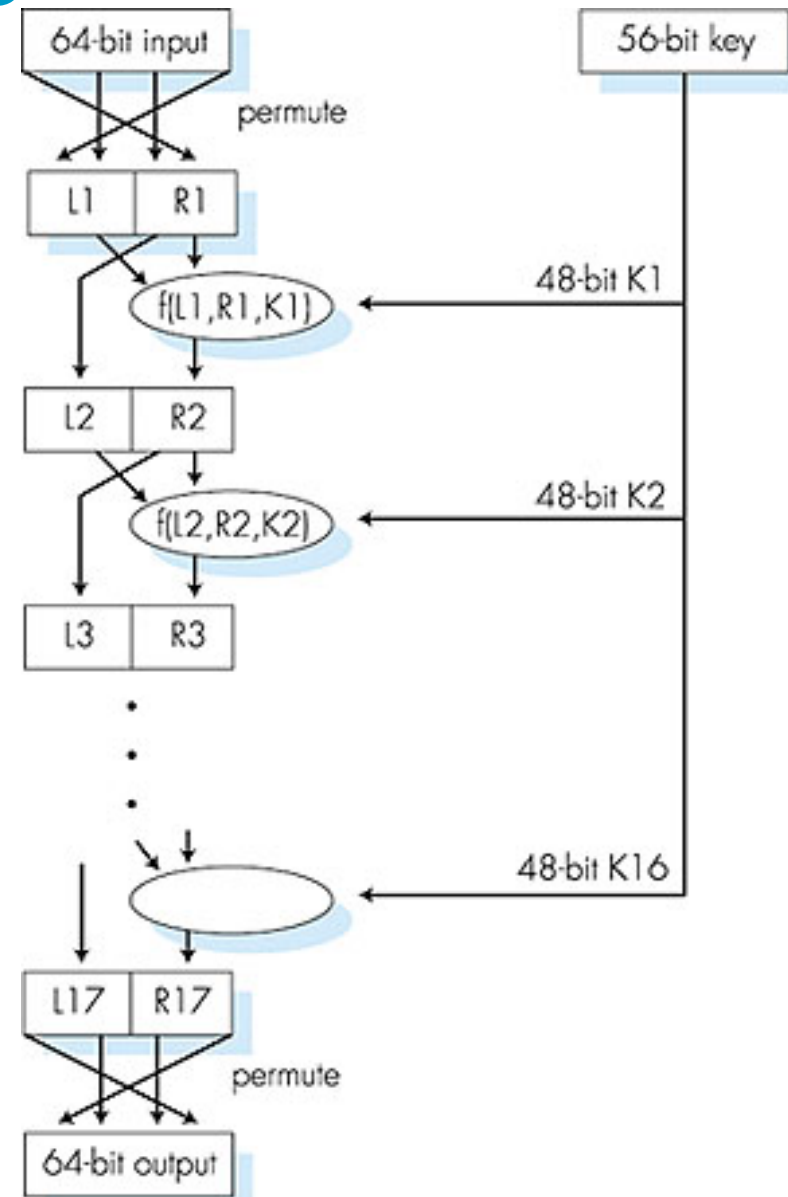 64-bit input
56-bit key
permute
L1 R1
48-bit K1
f(L1,R1,K1)
L2 R2
48-bit K2
f(L2,R2,K2)
L3 R3
48-bit K16
L17 R17
permute
64-bit output